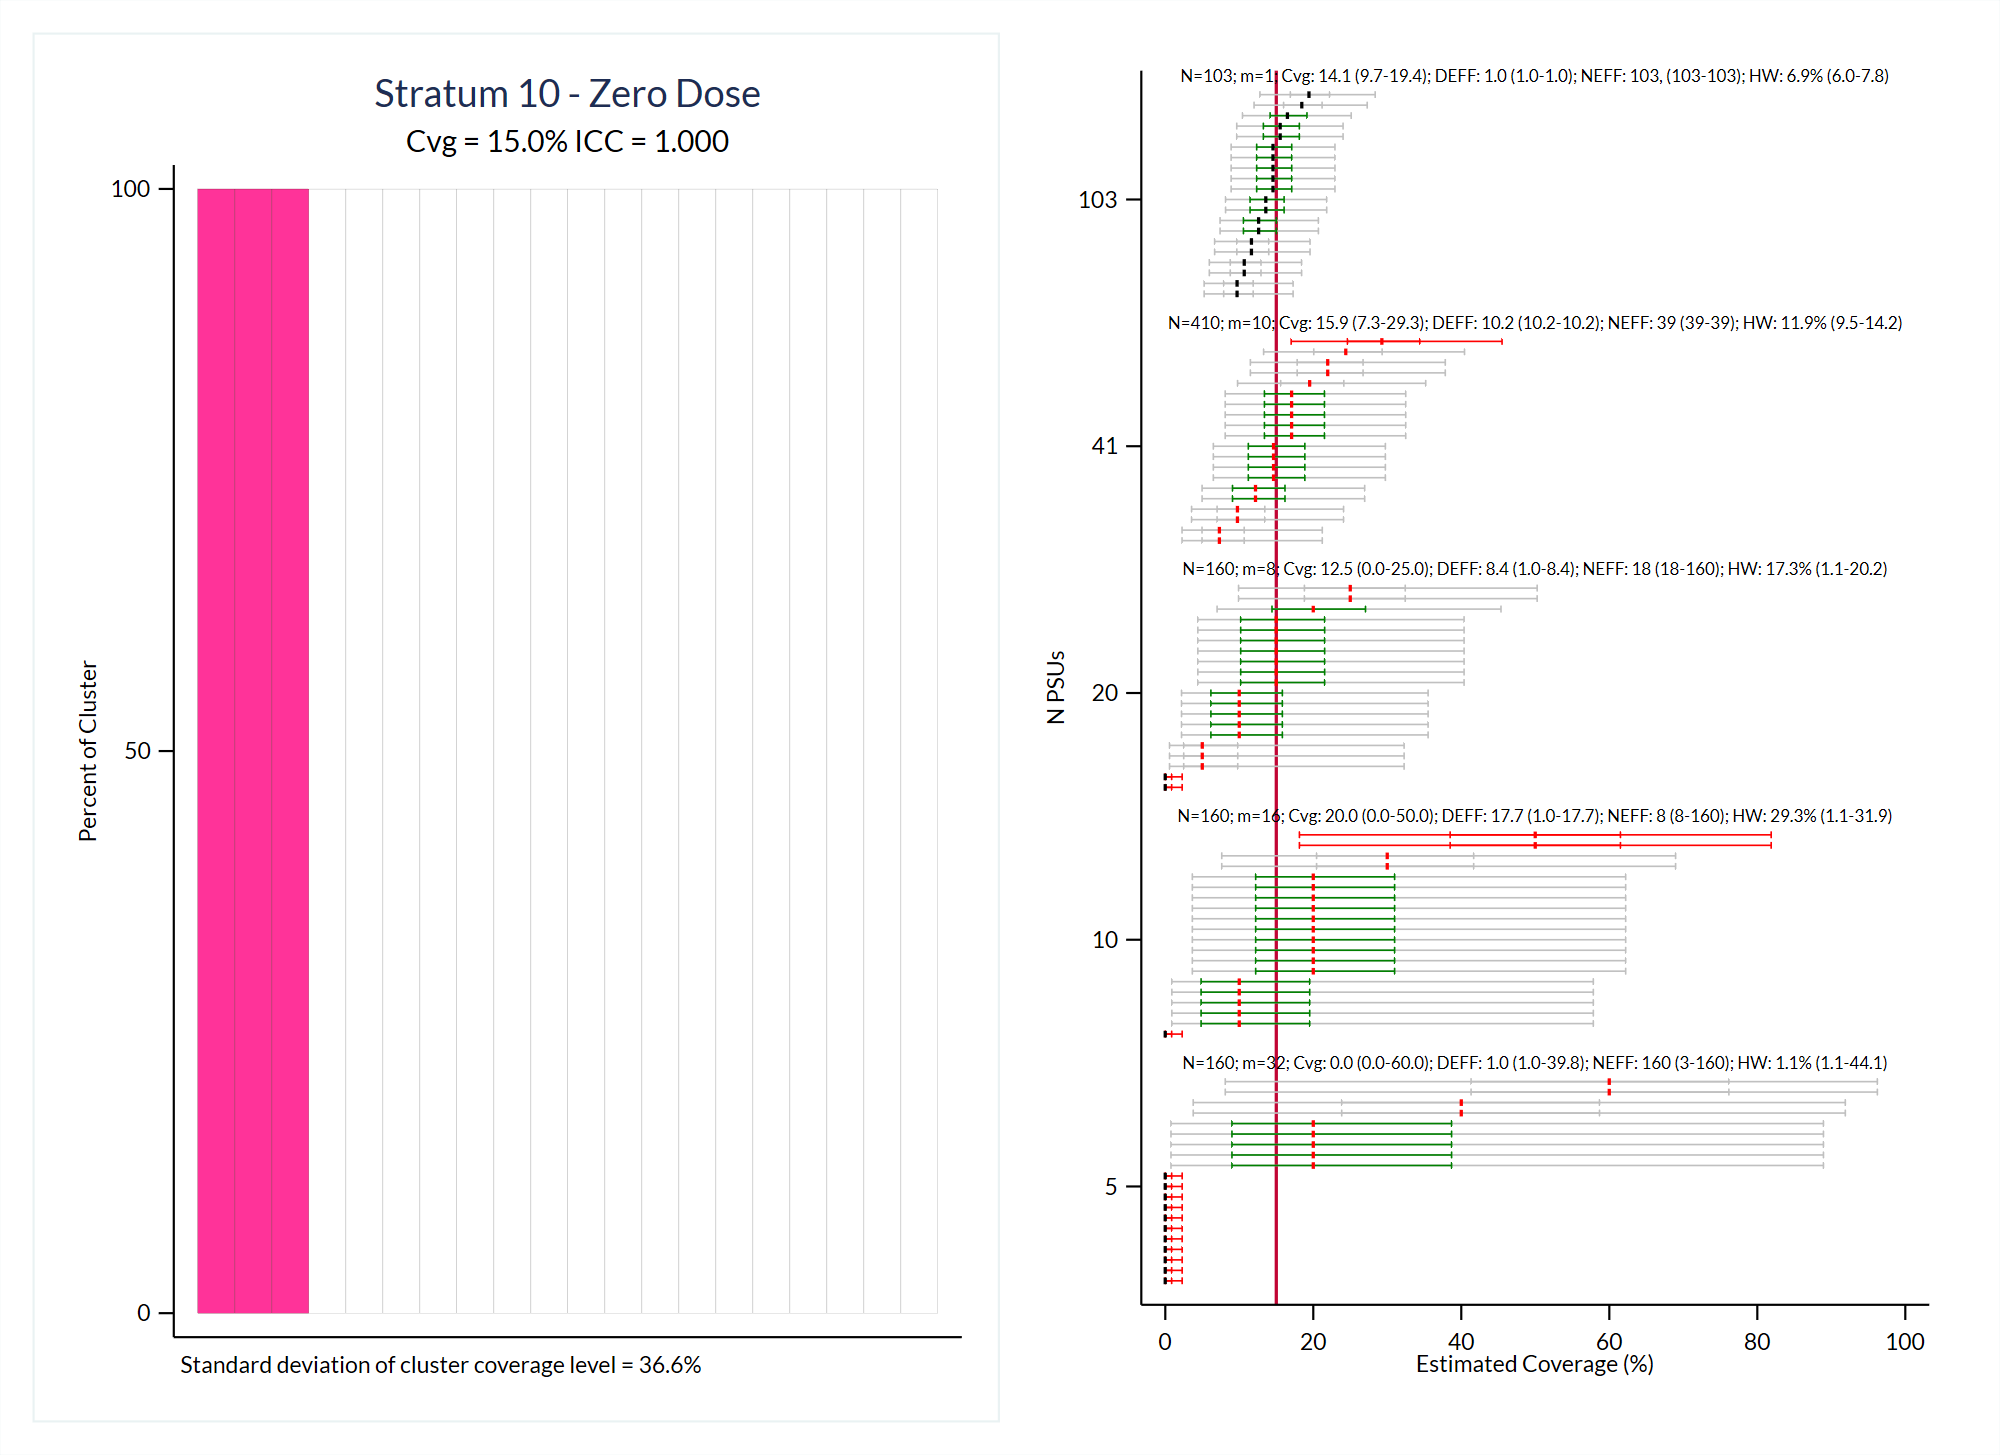 Stratum 10 - Zero Dose
Cvg = 15.0% ICC = 1.000
100
50
0
Percent of Cluster
Standard deviation of cluster coverage level = 36.6%
N=103; m=1; Cvg: 14.1 (9.7-19.4); DEFF: 1.0 (1.0-1.0); NEFF: 103, (103-103); HW: 6.9% (6.0-7.8)
103
N=410; m=10; Cvg: 15.9 (7.3-29.3); DEFF: 10.2 (10.2-10.2); NEFF: 39 (39-39); HW: 11.9% (9.5-14.2)
41
N=160; m=8; Cvg: 12.5 (0.0-25.0); DEFF: 8.4 (1.0-8.4); NEFF: 18 (18-160); HW: 17.3% (1.1-20.2)
20
N PSUs
N=160; m=16; Cvg: 20.0 (0.0-50.0); DEFF: 17.7 (1.0-17.7); NEFF: 8 (8-160); HW: 29.3% (1.1-31.9)
10
N=160; m=32; Cvg: 0.0 (0.0-60.0); DEFF: 1.0 (1.0-39.8); NEFF: 160 (3-160); HW: 1.1% (1.1-44.1)
5
0 20 40 60 80 100
Estimated Coverage (%)